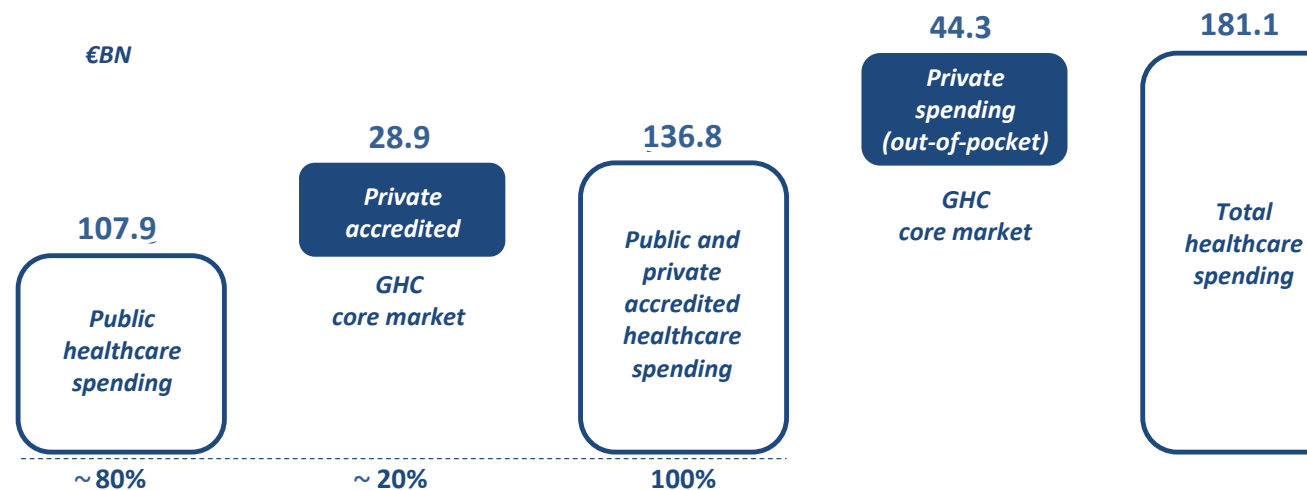 €BN
107.9
Public
healthcare
spending
~ 80%
28.9
Private
accredited
GHC
core market
~ 20%
136.8
Public and
private
accredited
healthcare
spending
100%
44.3
Private
spending
(out-of-pocket)
GHC
core market
181.1
Total
healthcare
spending